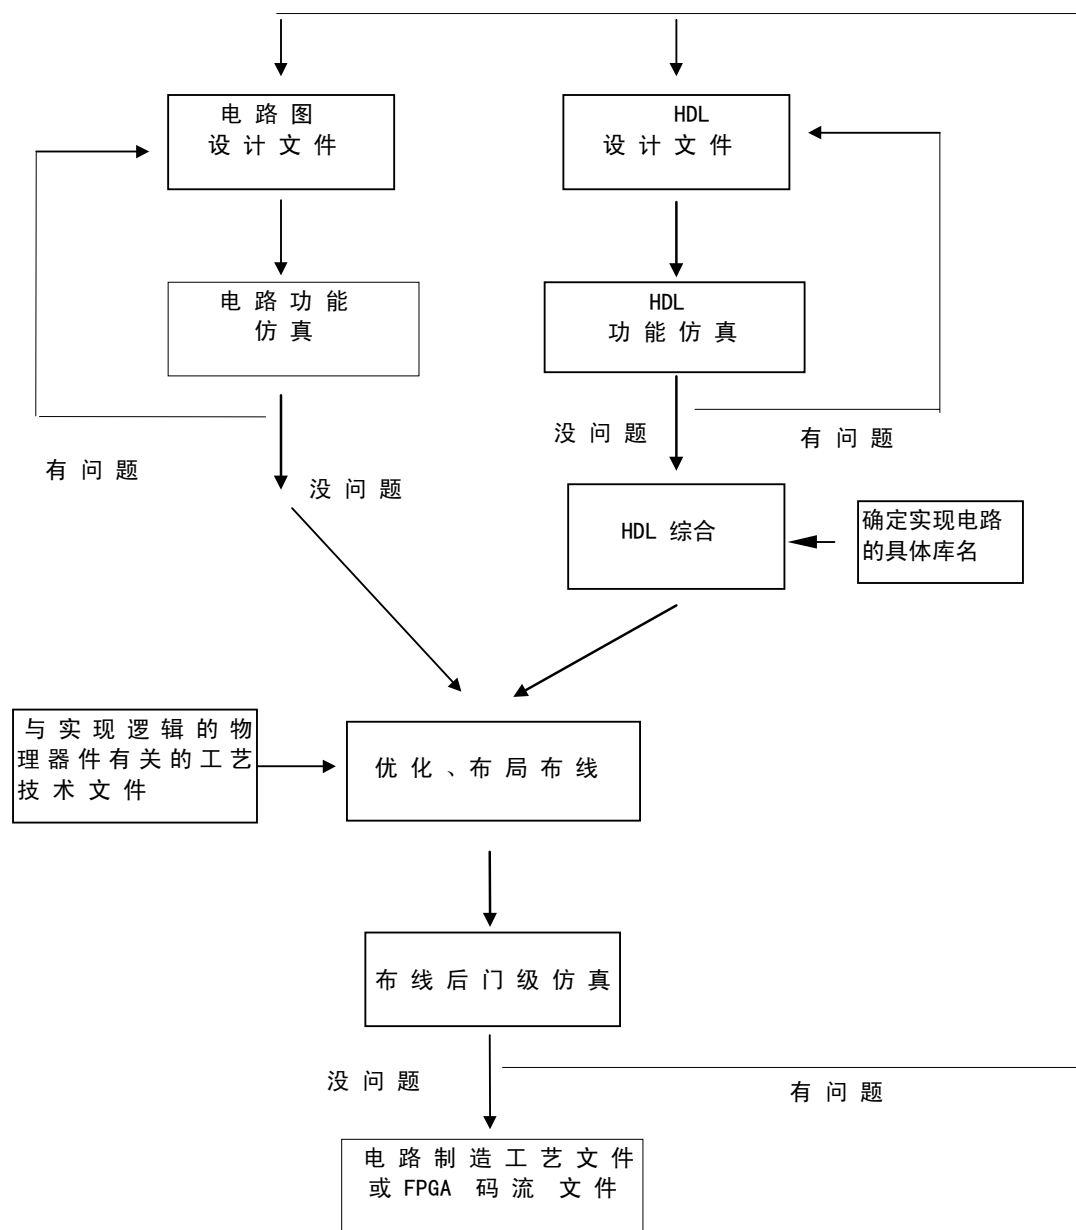 电路图
设计文件
HDL
设计文件
电路功能
仿真
HDL
功能仿真
没问题
有问题
有问题
没问题
HDL 综合
确定实现电路
的具体库名
与实现逻辑的物
理器件有关的工艺
技术文件
优化、布局布线
布线后门级仿真
没问题
有问题
电路制造工艺文件
或 FPGA 码流 文件